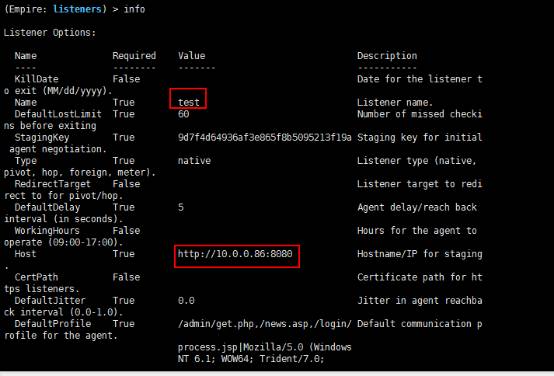 (Empire: listeners) > info
Listener Options:
Name Required Value Description
---- -------- ------- -----------
KillDate False Date for the listener t
o exit (MM/dd/yyyy).
Name True test Listener name.
DefaultLostLimit True 60 Number of missed checki
ns before exiting
StagingKey True 9d7f4d64936af3e865f8b5095213f19a Staging key for initial
agent negotiation.
Type True native Listener type (native,
pivot, hop, foreign, meter).
RedirectTarget False Listener target to redi
rect to for pivot/hop.
DefaultDelay True 5 Agent delay/reach back
interval (in seconds).
WorkingHours False Hours for the agent to
operate (09:00-17:00).
Host True http://10.0.0.86:8080 Hostname/IP for staging
.
CertPath False Certificate path for ht
tps listeners.
DefaultJitter True 0.0 Jitter in agent reachba
ck interval (0.0-1.0).
DefaultProfile True /admin/get.php,/news.asp,/login/ Default communication p
rofile for the agent.
process.jsp|Mozilla/5.0 (Windows
NT 6.1; WOW64; Trident/7.0;